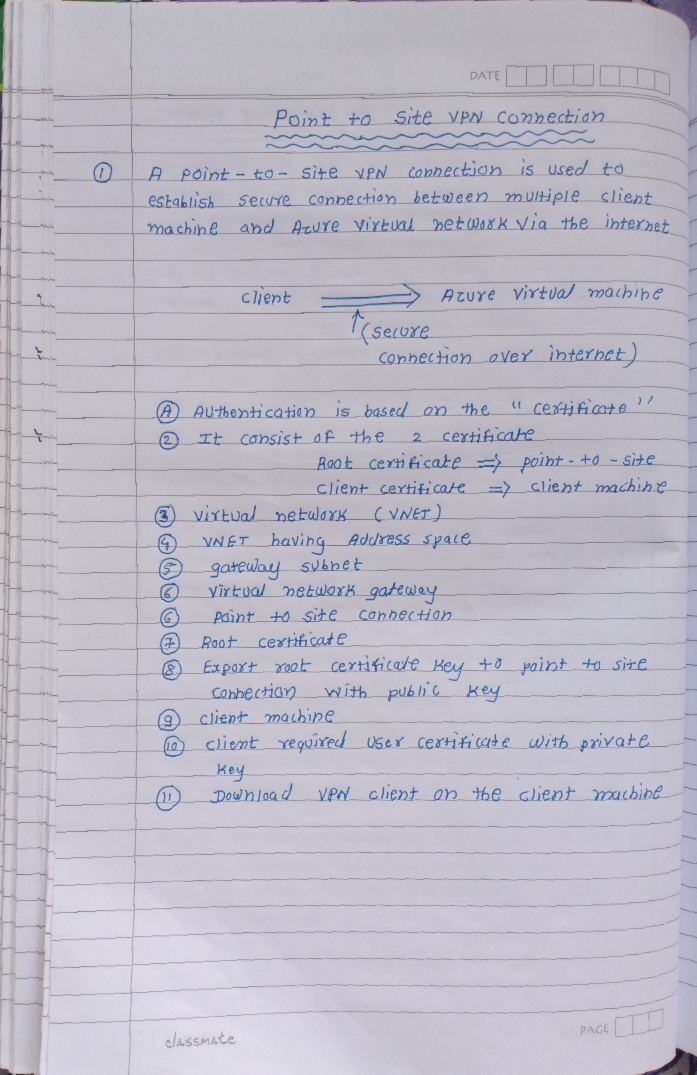 DATE
Point to Site VPN Connection
① A point-to-site VPN connection is used to
establish secure connection between multiple client
machine and Azure virtual network via the internet
client ⟹ Azure virtual machine
↑ (secure
connection over internet)
Ⓐ Authentication is based on the "certificate"
② It consist of the 2 certificate
Root certificate => point-to-site
client certificate => client machine
③ virtual network (VNET)
④ VNET having Address space
⑤ gateway subnet
⑥ virtual network gateway
⑥ Point to site connection
⑦ Root certificate
⑧ Export root certificate key to point to site
connection with public key
⑨ client machine
⑩ client required user certificate with private
key
⑪ Download VPN client on the client machine
classmate
PAGE